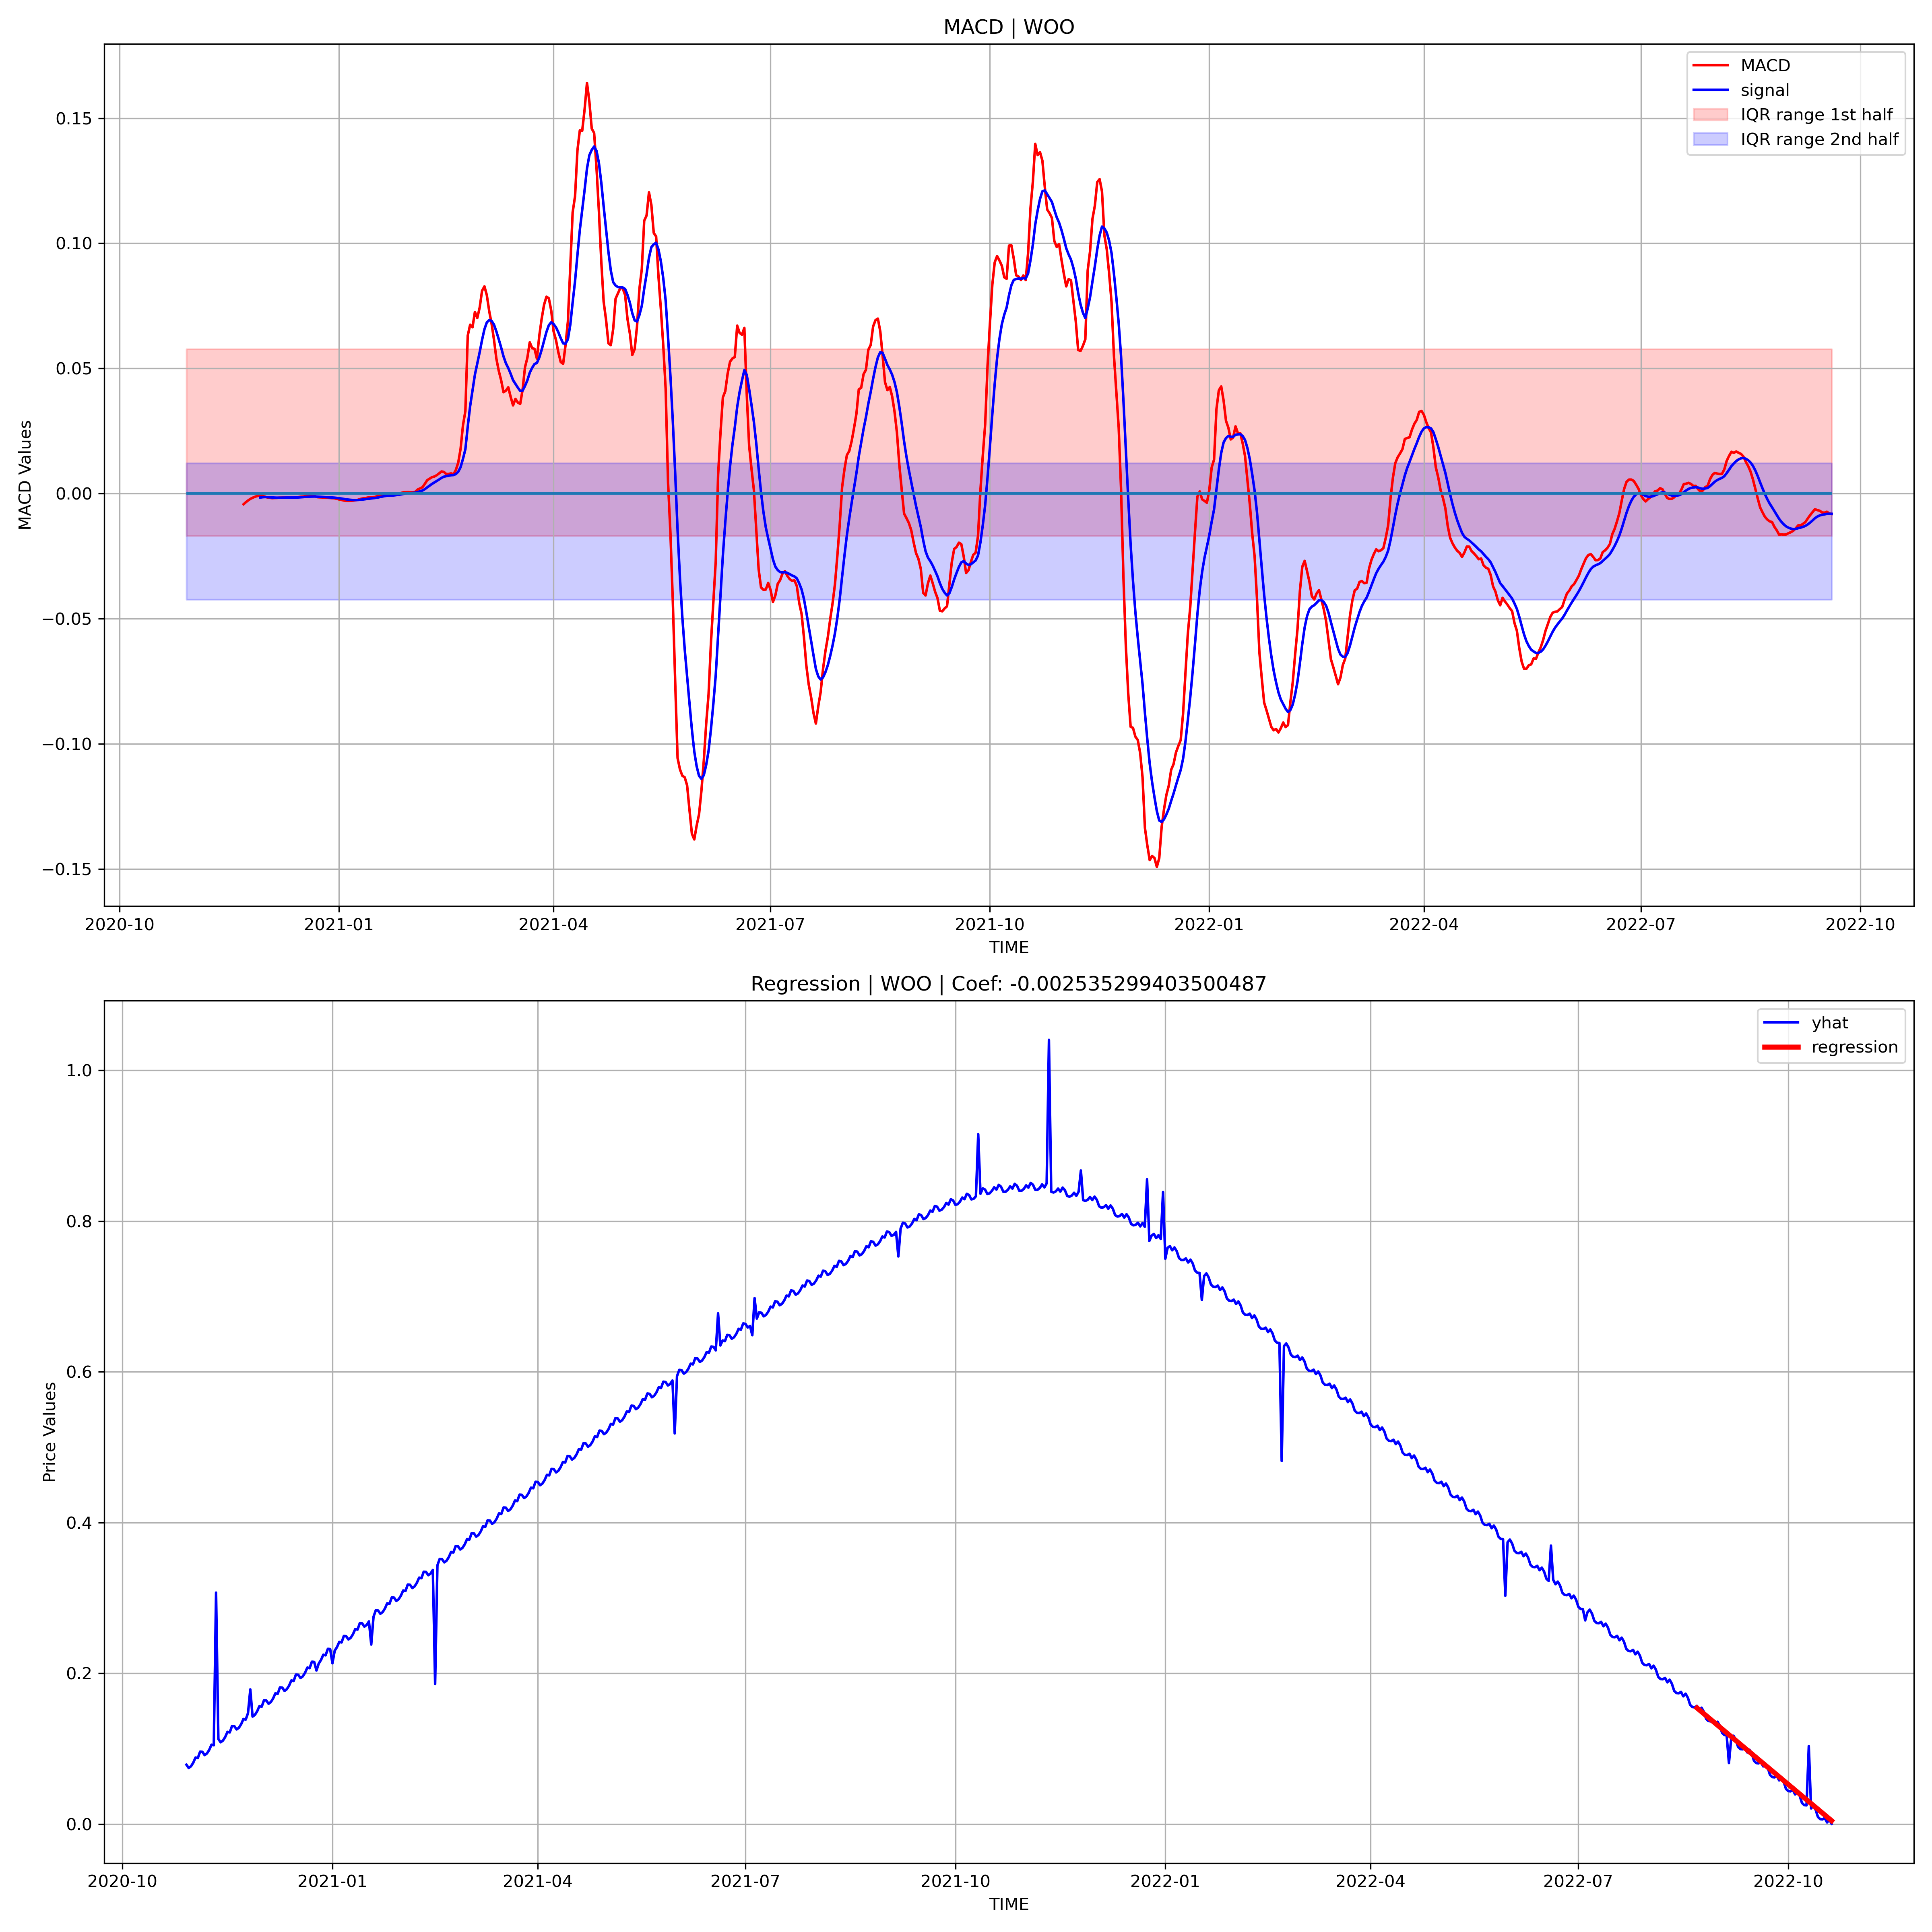 MACD | WOO
MACD
signal
IQR range 1st half
IQR range 2nd half
0.15
0.10
0.05
0.00
−0.05
−0.10
−0.15
MACD Values
2020-10 2021-01 2021-04 2021-07 2021-10 2022-01 2022-04 2022-07 2022-10
TIME
Regression | WOO | Coef: -0.002535299403500487
yhat
regression
1.0
0.8
0.6
0.4
0.2
0.0
Price Values
2020-10 2021-01 2021-04 2021-07 2021-10 2022-01 2022-04 2022-07 2022-10
TIME